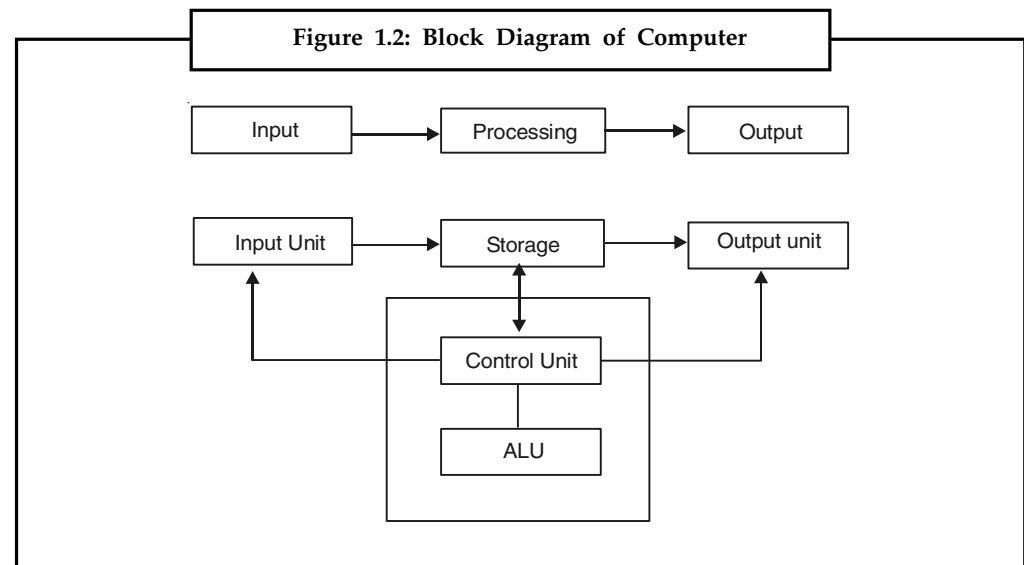 Figure 1.2: Block Diagram of Computer
Input
Processing
Output
Input Unit
Storage
Output unit
Control Unit
ALU